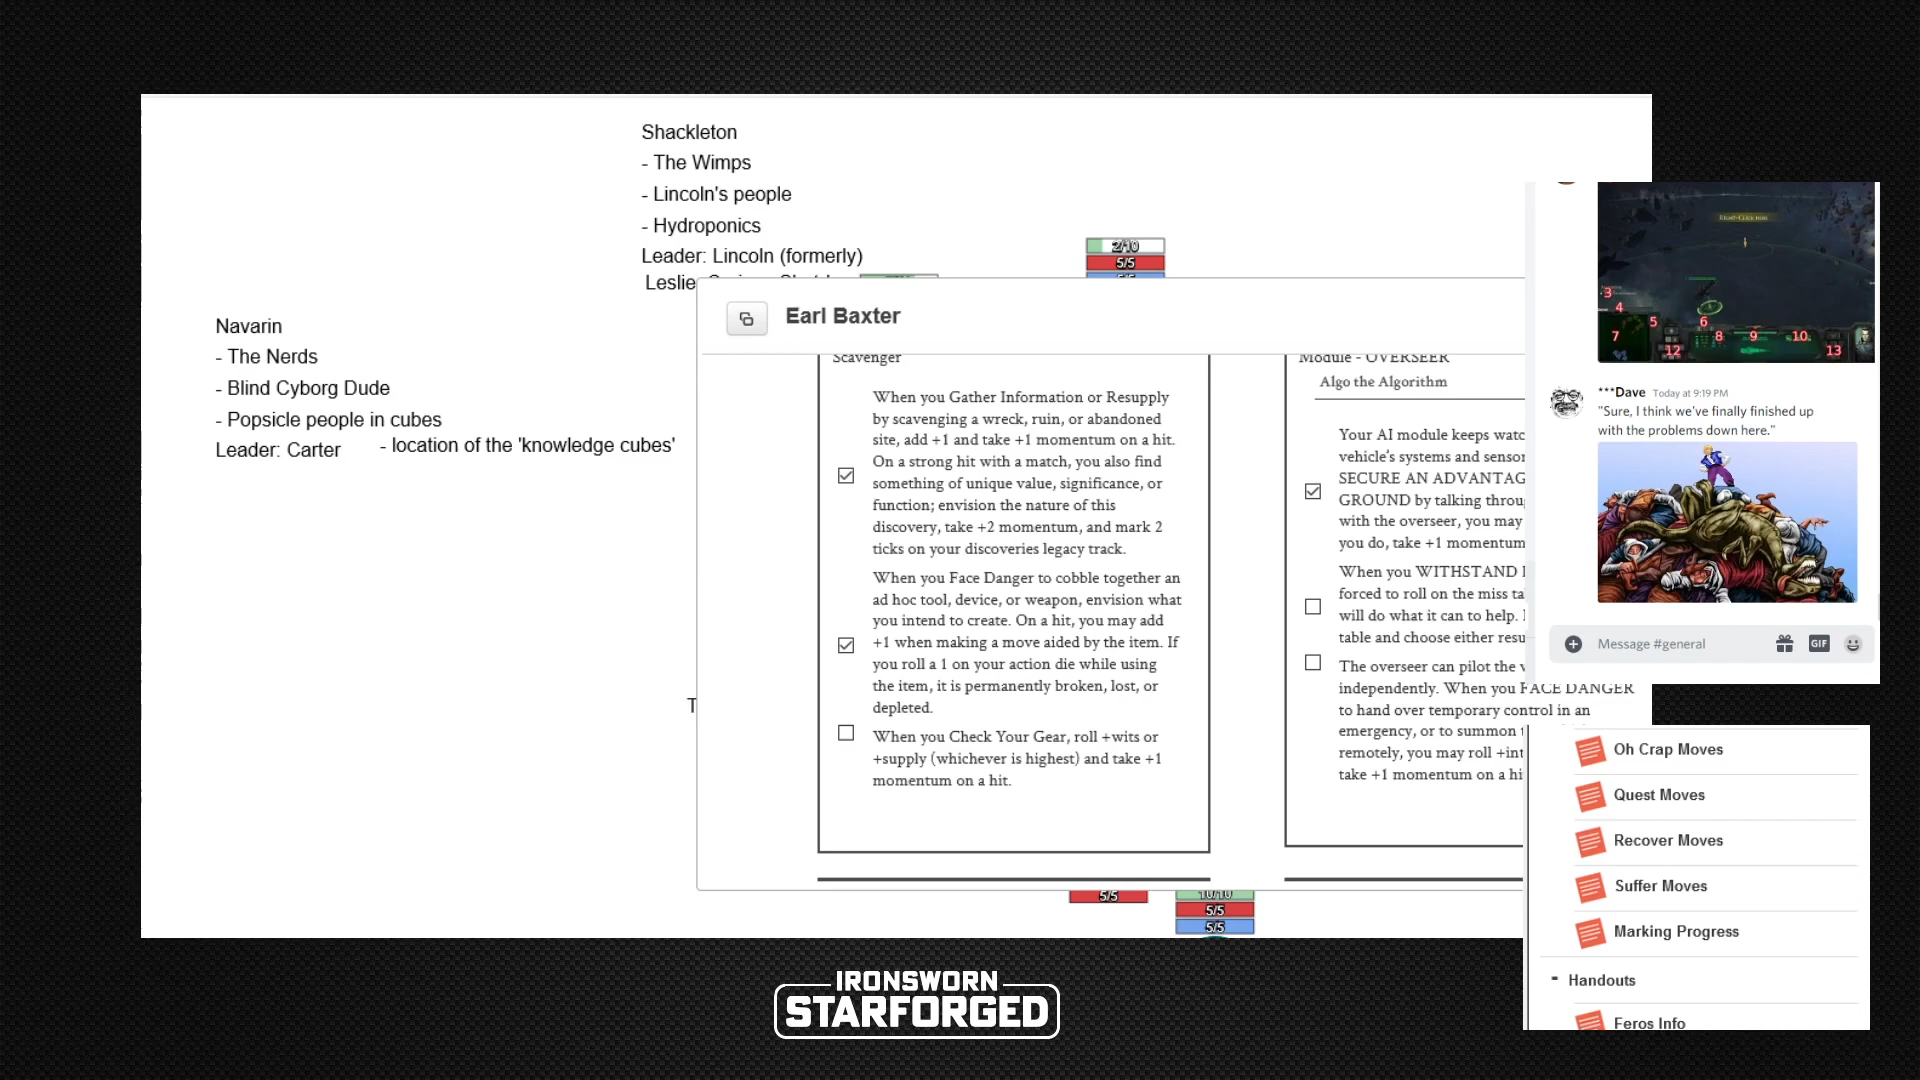 Shackleton
- The Wimps
- Lincoln's people
- Hydroponics
Leader: Lincoln (formerly)
Leslie
Navarin
- The Nerds
- Blind Cyborg Dude
- Popsicle people in cubes
Leader: Carter
- location of the 'knowledge cubes'
2/10
5/5
Earl Baxter
Scavenger
When you Gather Information or Resupply
by scavenging a wreck, ruin, or abandoned
site, add +1 and take +1 momentum on a hit.
On a strong hit with a match, you also find
something of unique value, significance, or
function; envision the nature of this
discovery, take +2 momentum, and mark 2
ticks on your discoveries legacy track.
When you Face Danger to cobble together an
ad hoc tool, device, or weapon, envision what
you intend to create. On a hit, you may add
+1 when making a move aided by the item. If
you roll a 1 on your action die while using
the item, it is permanently broken, lost, or
depleted.
When you Check Your Gear, roll +wits or
+supply (whichever is highest) and take +1
momentum on a hit.
Module - OVERSEER
Algo the Algorithm
Your AI module keeps watc
vehicle's systems and sensor
SECURE AN ADVANTAG
GROUND by talking throu
with the overseer, you may
you do, take +1 momentum
When you WITHSTAND
forced to roll on the miss ta
will do what it can to help.
table and choose either resu
The overseer can pilot the v
independently. When you FACE DANGER
to hand over temporary control in an
emergency, or to summon
remotely, you may roll +int
take +1 momentum on a hi
T
5/5
10/10
5/5
5/5
3
4
5
6
7
8
9
10
12
13
***Dave Today at 9:19 PM
"Sure, I think we've finally finished up
with the problems down here."
Message #general
GIF
Oh Crap Moves
Quest Moves
Recover Moves
Suffer Moves
Marking Progress
Handouts
Feros Info
IRONSWORN
STARFORGED